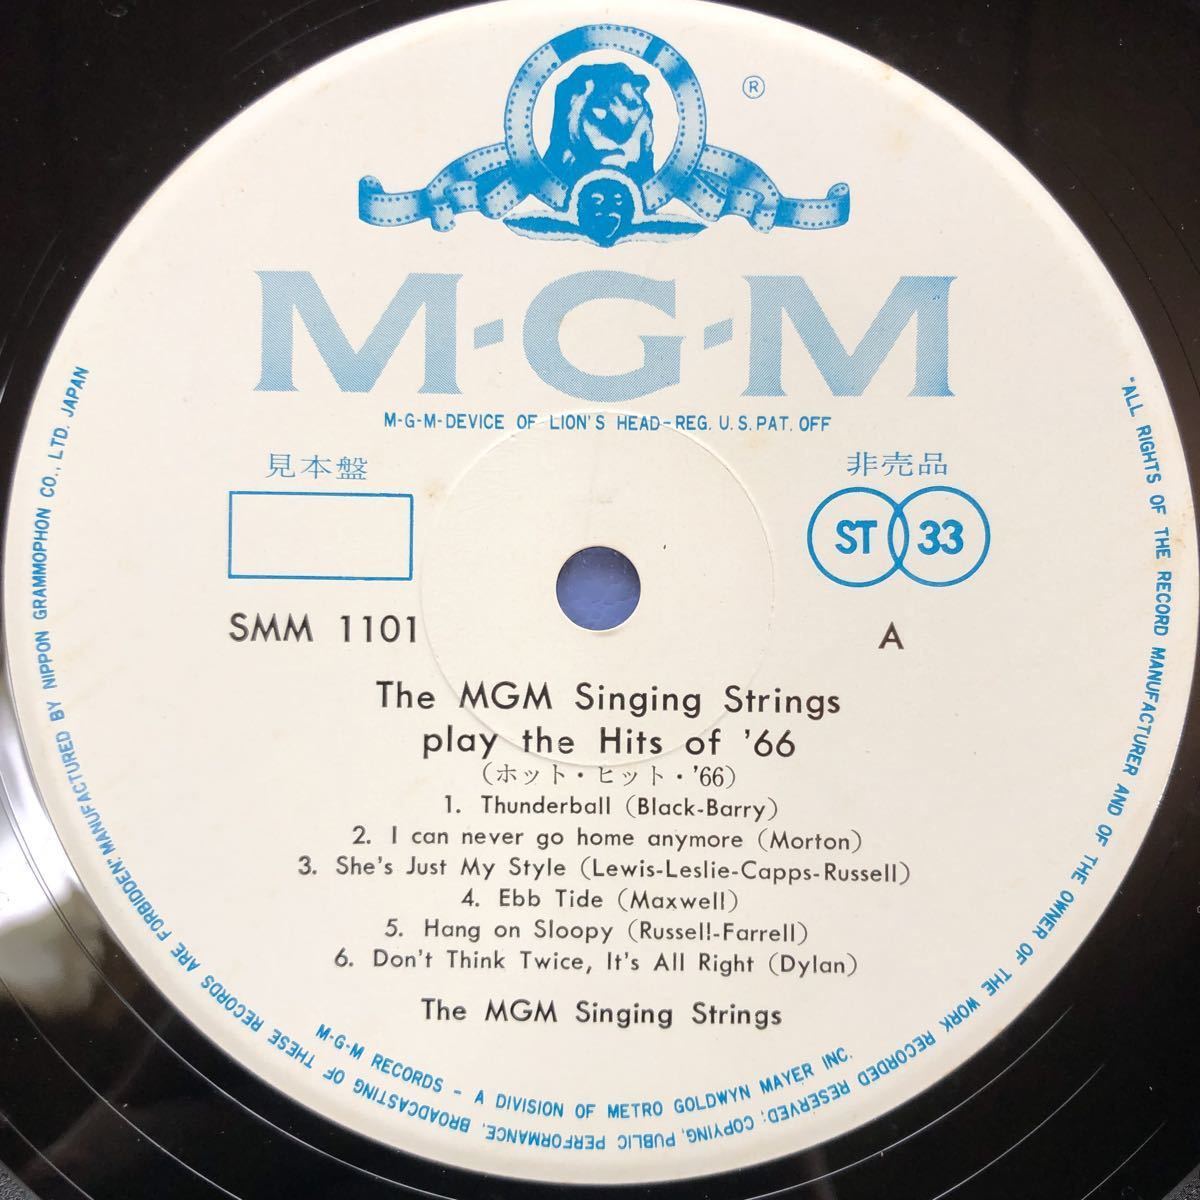 ®
M-G-M
M-G-M-DEVICE OF LION'S HEAD-REG. U.S. PAT. OFF
見本盤
非売品
ST 33
SMM 1101
A
The MGM Singing Strings
play the Hits of '66
(ホット・ヒット・'66)
1. Thunderball (Black-Barry)
2. I can never go home anymore (Morton)
3. She's Just My Style (Lewis-Leslie-Capps-Russell)
4. Ebb Tide (Maxwell)
5. Hang on Sloopy (Russell-Farrell)
6. Don't Think Twice, It's All Right (Dylan)
The MGM Singing Strings
M-G-M RECORDS - A DIVISION OF METRO GOLDWYN MAYER INC.
"ALL RIGHTS OF THE RECORD MANUFACTURER AND OF THE OWNER OF THE WORK RECORDED RESERVED; COPYING, PUBLIC PERFORMANCE, BROADCASTING OF THESE RECORDS ARE FORBIDDEN." MANUFACTURED BY NIPPON GRAMMOPHON CO., LTD. JAPAN